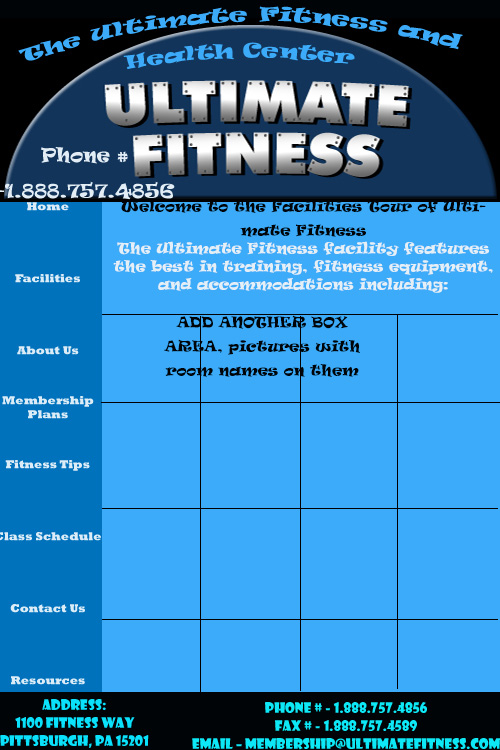 The Ultimate Fitness and
Health Center
ULTIMATE
FITNESS
Phone #
-1.888.757.4856
Home
Facilities
About Us
Membership
Plans
Fitness Tips
Class Schedule
Contact Us
Resources
Welcome to the Facilities Tour of Ulti-
mate Fitness
The Ultimate Fitness facility features
the best in training, fitness equipment,
and accommodations including:
ADD ANOTHER BOX
AREA, pictures with
room names on them
ADDRESS:
1100 FITNESS WAY
PITTSBURGH, PA 15201
PHONE # - 1.888.757.4856
FAX # - 1.888.757.4589
EMAIL - MEMBERSHIP@ULTIMATEFITNESS.COM